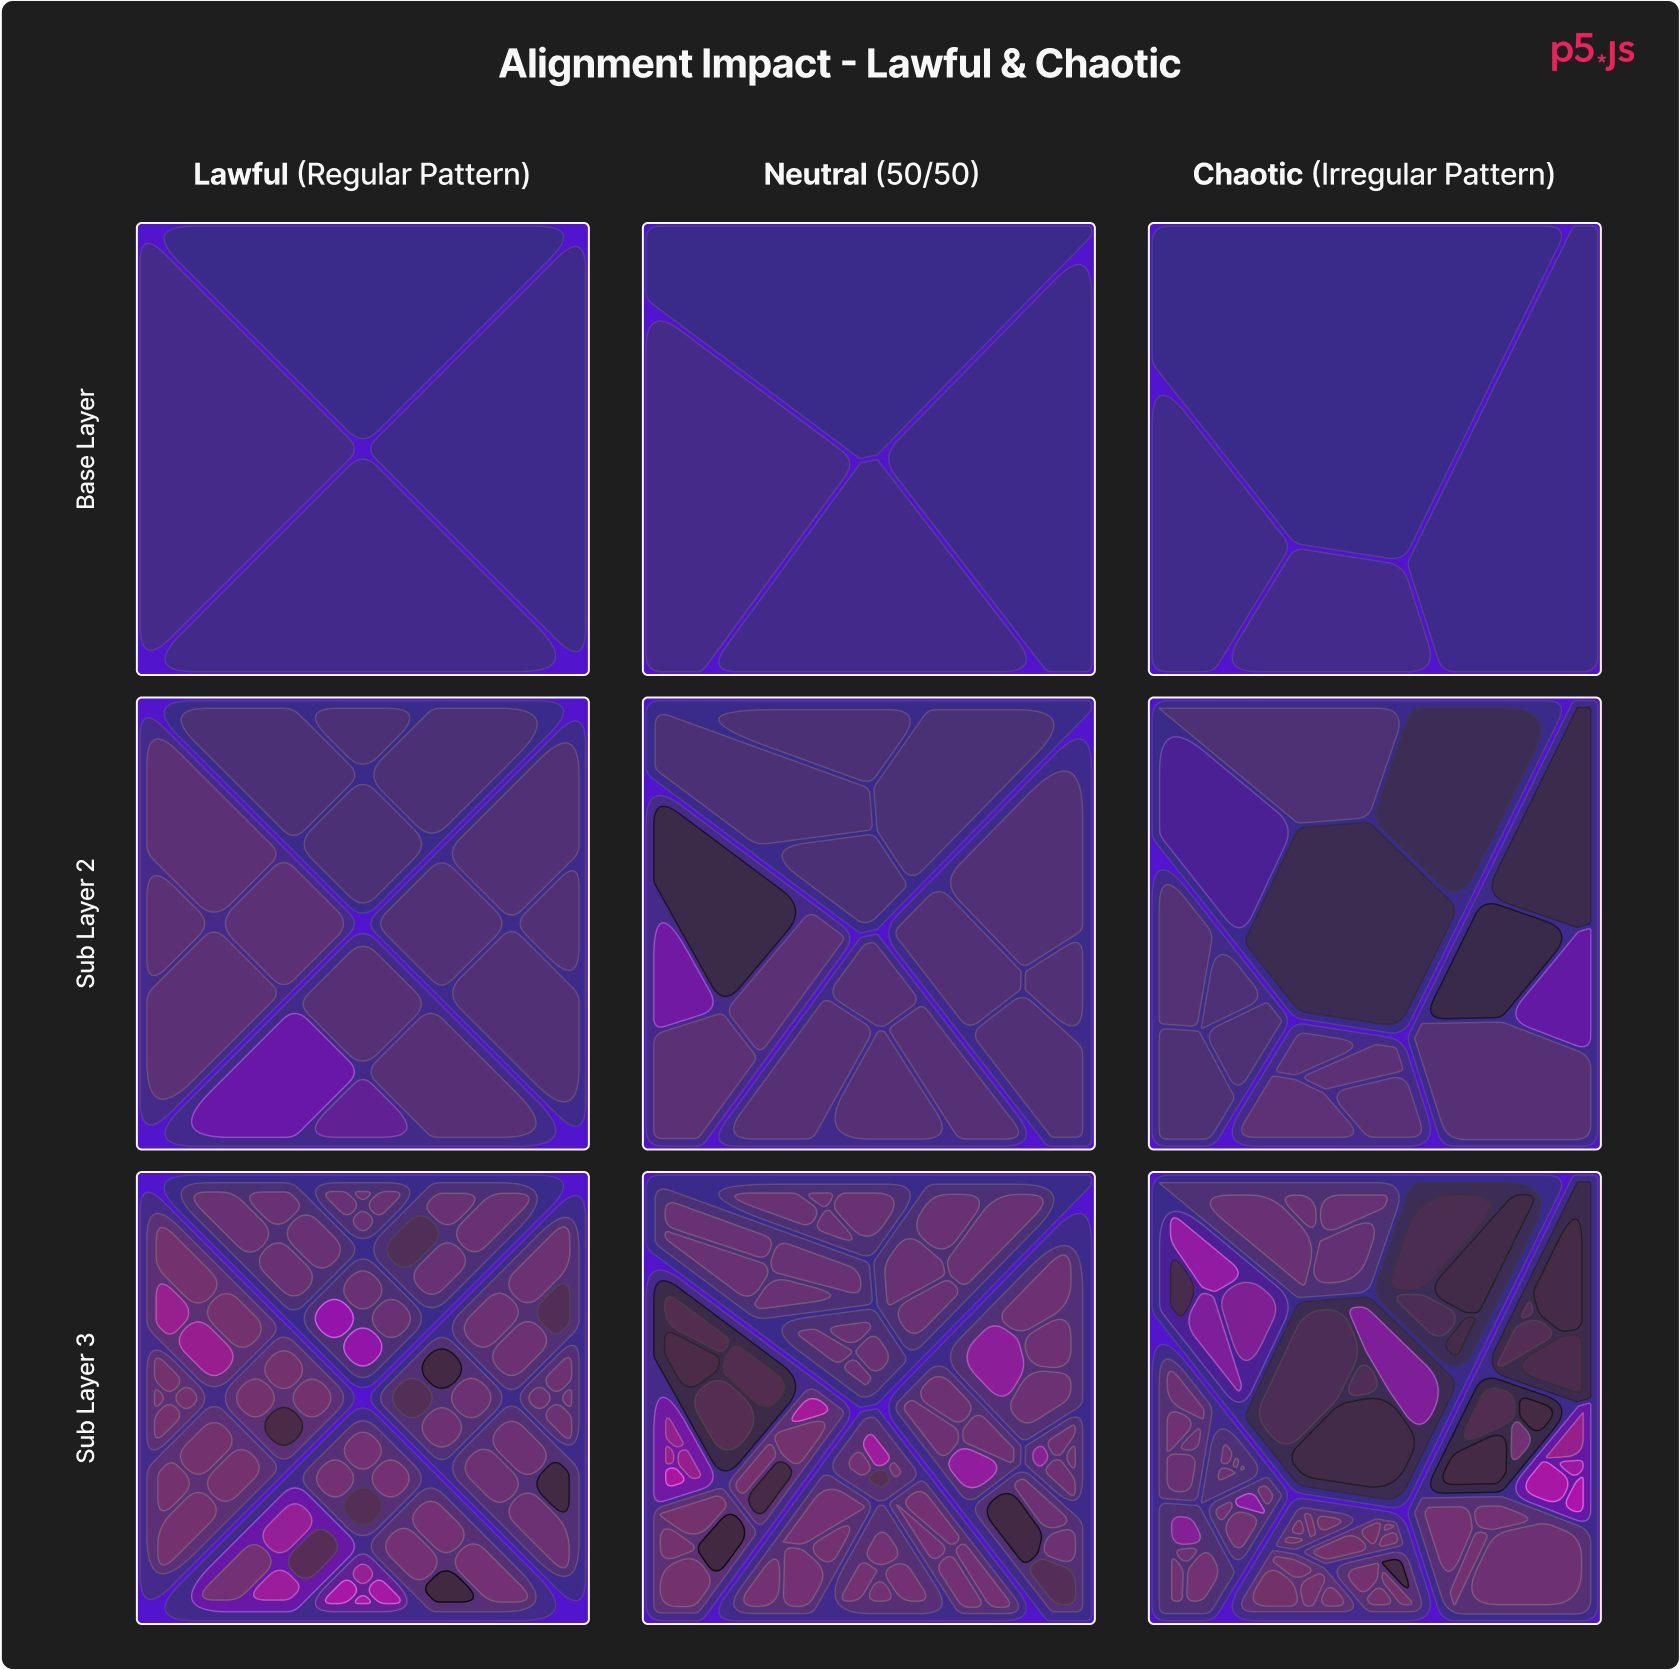 Alignment Impact - Lawful & Chaotic
p5*js
Lawful (Regular Pattern)
Neutral (50/50)
Chaotic (Irregular Pattern)
Base Layer
Sub Layer 2
Sub Layer 3